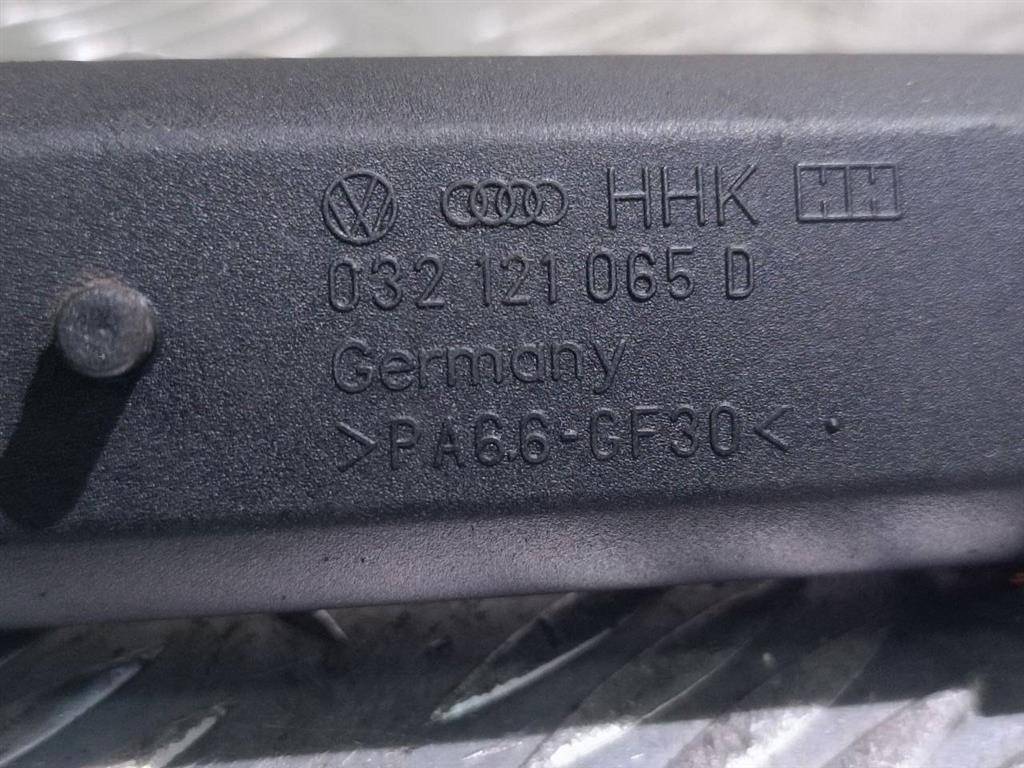 HHK
032 121 065 D
Germany
>PA6.6-GF30<